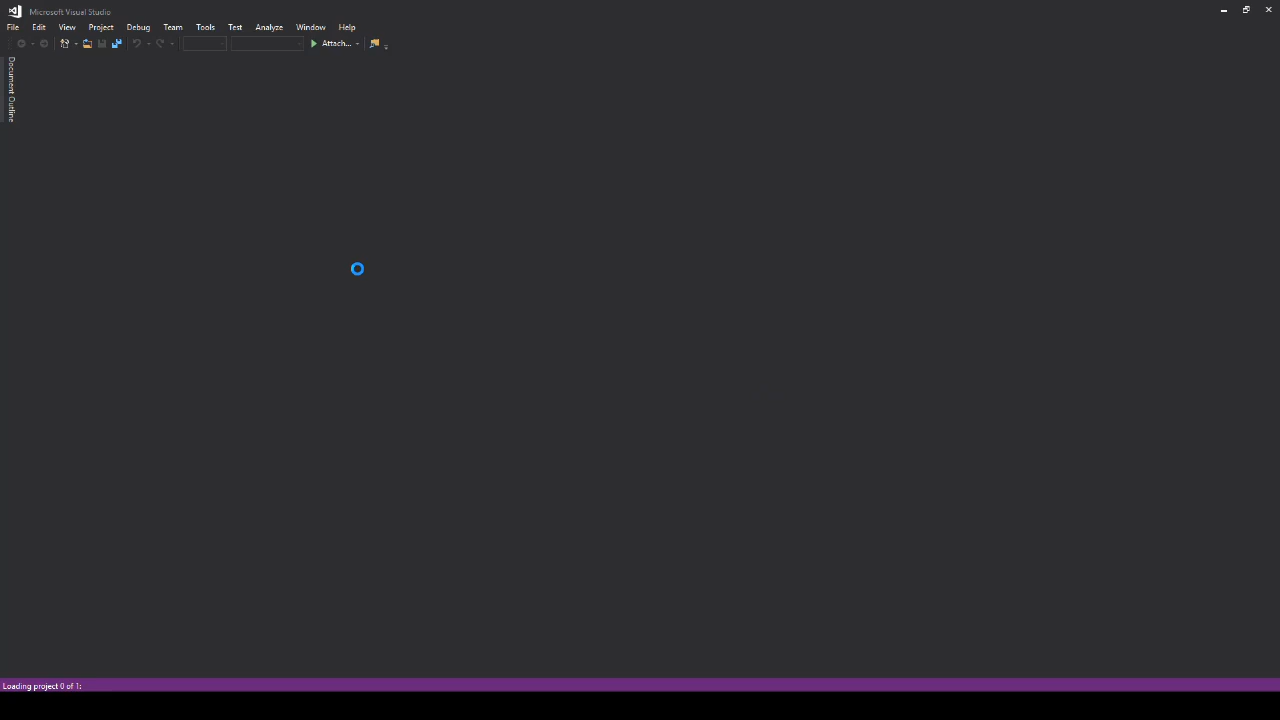 Microsoft Visual Studio
File Edit View Project Debug Team Tools Test Analyze Window Help
Attach...
Document Outline
Loading project 0 of 1: